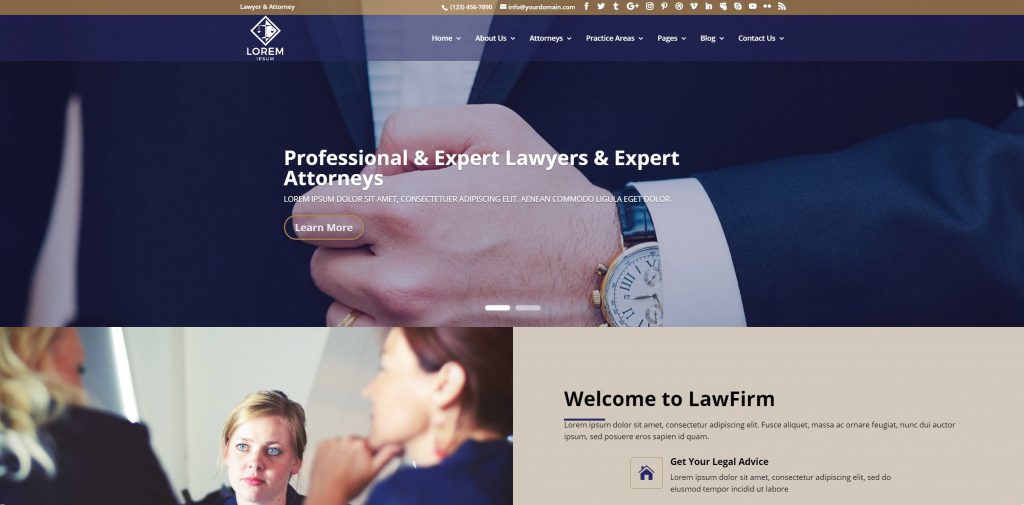 Lawyer & Attorney
(123) 456-7890 info@yourdomain.com
LOREM
IPSUM
Home About Us Attorneys Practice Areas Pages Blog Contact Us
Professional & Expert Lawyers & Expert
Attorneys
LOREM IPSUM DOLOR SIT AMET, CONSECTETUER ADIPISCING ELIT. AENEAN COMMODO LIGULA EGET DOLOR.
Learn More
Welcome to LawFirm
Lorem ipsum dolor sit amet, consectetur adipiscing elit. Fusce aliquet, massa ac ornare feugiat, nunc dui auctor
ipsum, sed posuere eros sapien id quam.
Get Your Legal Advice
Lorem ipsum dolor sit amet, consectetur adipiscing elit, sed do
eiusmod tempor incidid ut labore